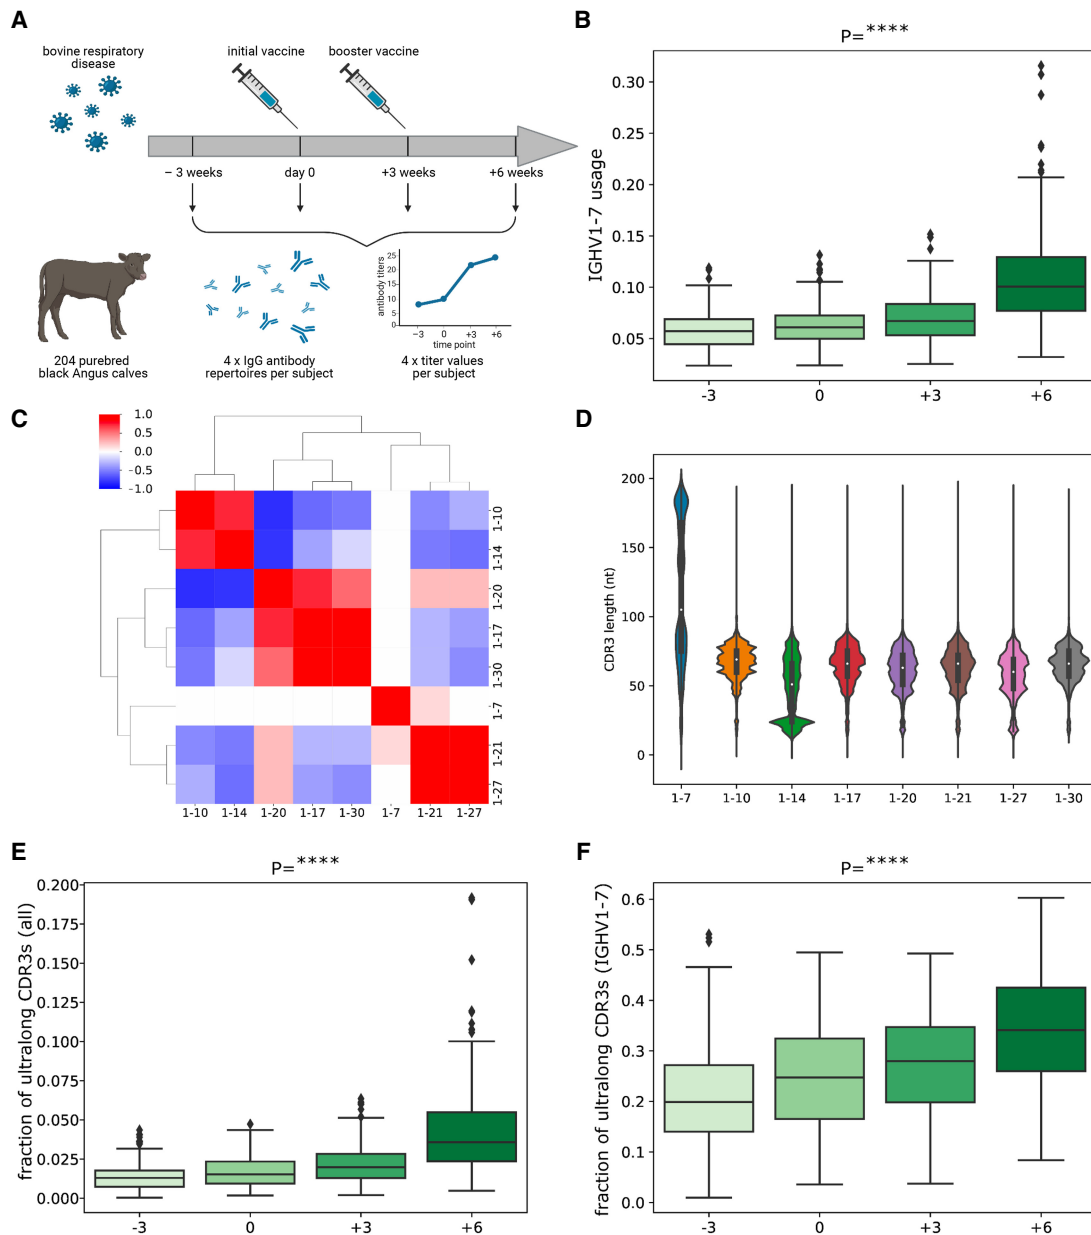 A
bovine respiratory
disease
initial vaccine
booster vaccine
− 3 weeks
day 0
+3 weeks
+6 weeks
204 purebred
black Angus calves
4 x IgG antibody
repertoires per subject
antibody titers
25
20
15
10
5
0
−3
0
+3
+6
time point
4 x titer values
per subject
B
P=****
IGHV1-7 usage
0.30
0.25
0.20
0.15
0.10
0.05
-3
0
+3
+6
C
1.0
0.5
0.0
−0.5
−1.0
1-10
1-14
1-20
1-17
1-30
1-7
1-21
1-27
1-10
1-14
1-20
1-17
1-30
1-7
1-21
1-27
D
CDR3 length (nt)
200
150
100
50
0
1-7
1-10
1-14
1-17
1-20
1-21
1-27
1-30
E
P=****
fraction of ultralong CDR3s (all)
0.200
0.175
0.150
0.125
0.100
0.075
0.050
0.025
0.000
-3
0
+3
+6
F
P=****
fraction of ultralong CDR3s (IGHV1-7)
0.6
0.5
0.4
0.3
0.2
0.1
0.0
-3
0
+3
+6